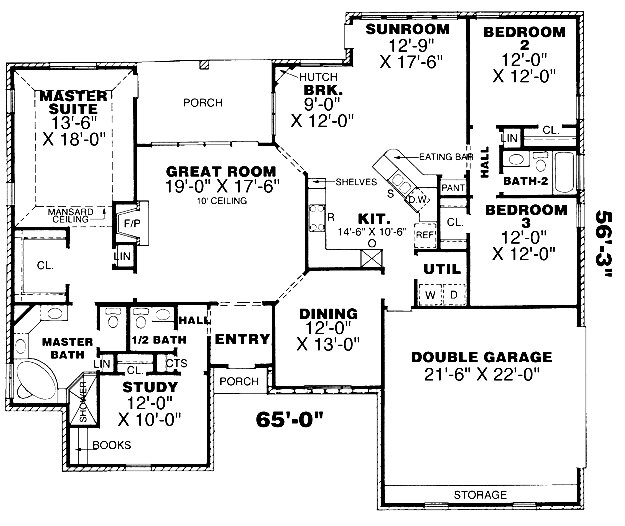 SUNROOM
12'-9"
X 17'-6"
BEDROOM
2
12'-0"
X 12'-0"
HUTCH
BRK.
9'-0"
X 12'-0"
MASTER
SUITE
13'-6"
X 18'-0"
PORCH
LIN
CL.
EATING BAR
HALL
BATH-2
GREAT ROOM
19'-0" X 17'-6"
10' CEILING
SHELVES
S
D.W.
PANT
MANSARD
CEILING
F/P
R
KIT.
14'-6" X 10'-6"
REF
CL.
BEDROOM
3
12'-0"
X 12'-0"
56'-3"
CL.
LIN
UTIL
W
D
MASTER
BATH
1/2 BATH
HALL
ENTRY
DINING
12'-0"
X 13'-0"
LIN
CL.
CTS
PORCH
DOUBLE GARAGE
21'-6" X 22'-0"
SHOWER
STUDY
12'-0"
X 10'-0"
65'-0"
BOOKS
STORAGE